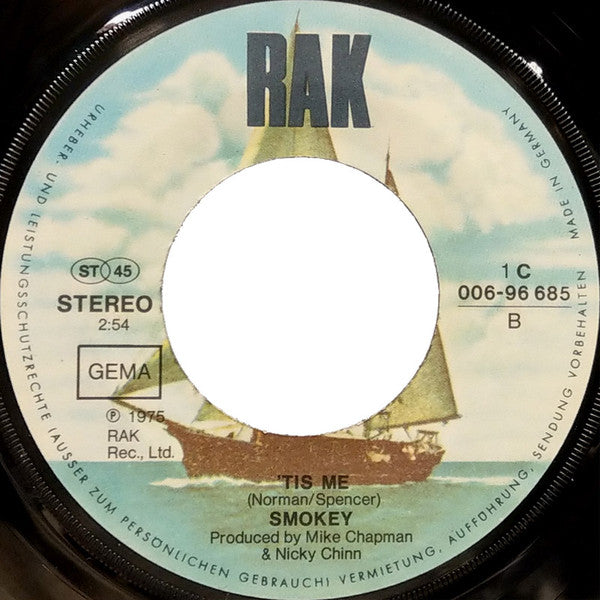 RAK
ST 45
STEREO
2:54
GEMA
℗ 1975
RAK
Rec., Ltd.
1 C
006-96 685
B
'TIS ME
(Norman/Spencer)
SMOKEY
Produced by Mike Chapman
& Nicky Chinn
URHEBER- UND LEISTUNGSSCHUTZRECHTE (AUSSER ZUM PERSÖNLICHEN GEBRAUCH) VERMIETUNG, AUFFÜHRUNG, SENDUNG VORBEHALTEN
MADE IN GERMANY